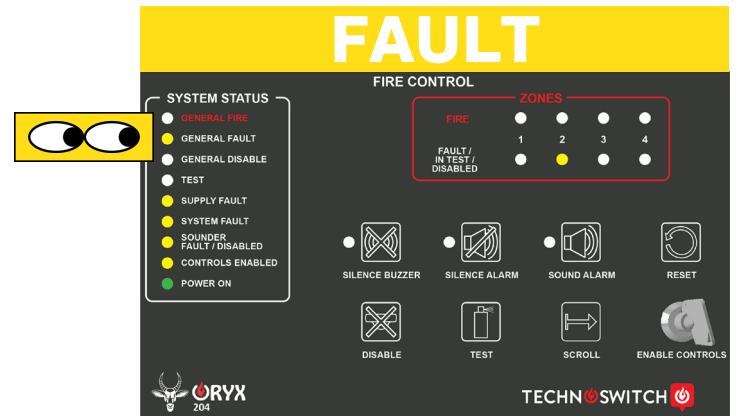 FAULT
FIRE CONTROL
SYSTEM STATUS
GENERAL FIRE
GENERAL FAULT
GENERAL DISABLE
TEST
SUPPLY FAULT
SYSTEM FAULT
SOUNDER
FAULT / DISABLED
CONTROLS ENABLED
POWER ON
ZONES
FIRE
1 2 3 4
FAULT /
IN TEST /
DISABLED
SILENCE BUZZER
SILENCE ALARM
SOUND ALARM
RESET
DISABLE
TEST
SCROLL
ENABLE CONTROLS
ORYX
204
TECHNOSWITCH